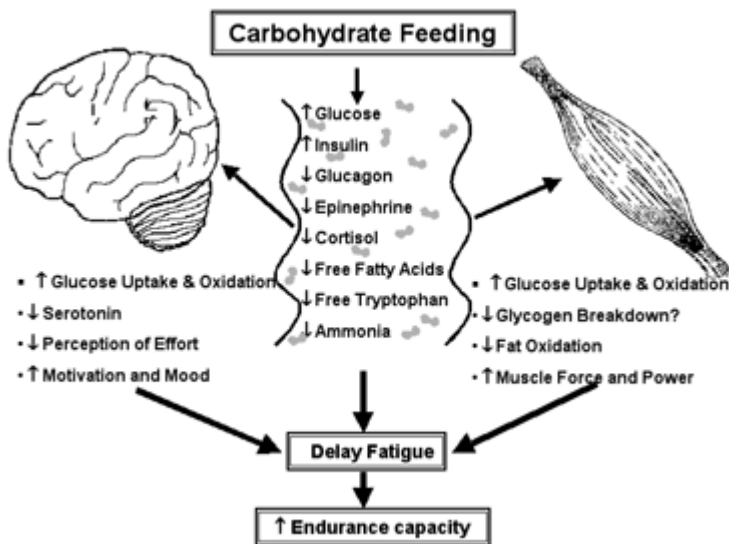 Carbohydrate Feeding
↑Glucose
↑Insulin
↓Glucagon
↓Epinephrine
↓Cortisol
↓Free Fatty Acids
↓Free Tryptophan
↓Ammonia
▪ ↑Glucose Uptake & Oxidation
•↓Serotonin
•↓Perception of Effort
•↑Motivation and Mood
▪ ↑Glucose Uptake & Oxidation
•↓Glycogen Breakdown?
•↓Fat Oxidation
•↑Muscle Force and Power
Delay Fatigue
↑Endurance capacity